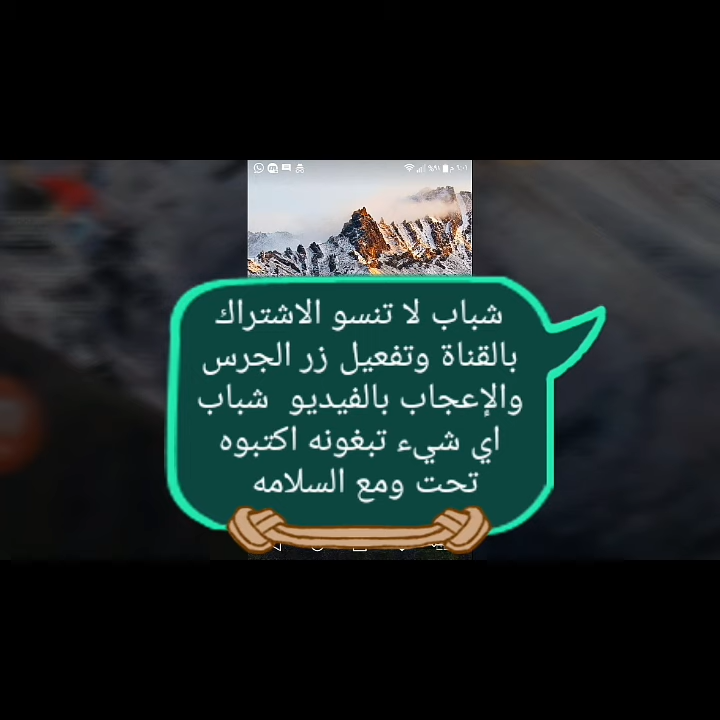 شباب لا تنسو الاشتراك
بالقناة وتفعيل زر الجرس
والإعجاب بالفيديو شباب
اي شيء تبغونه اكتبوه
تحت ومع السلامه